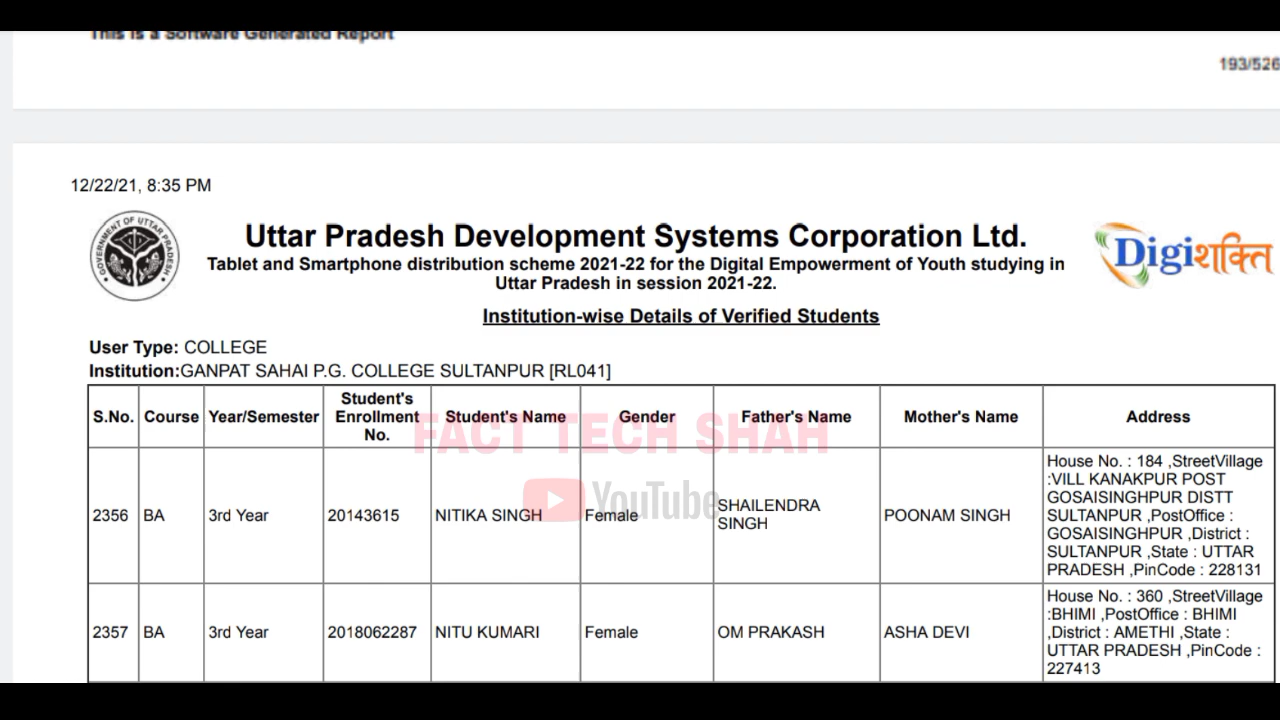 This is a Software Generated Report
193/526
12/22/21, 8:35 PM
GOVERNMENT OF UTTAR PRADESH
Uttar Pradesh Development Systems Corporation Ltd.
Tablet and Smartphone distribution scheme 2021-22 for the Digital Empowerment of Youth studying in
Uttar Pradesh in session 2021-22.
Digiशक्ति
Institution-wise Details of Verified Students
User Type: COLLEGE
Institution:GANPAT SAHAI P.G. COLLEGE SULTANPUR [RL041]
S.No. Course Year/Semester Student's Enrollment No. Student's Name Gender Father's Name Mother's Name Address
FACT TECH SHAH
YouTube
2356 BA 3rd Year 20143615 NITIKA SINGH Female SHAILENDRA SINGH POONAM SINGH
House No. : 184 ,StreetVillage
:VILL KANAKPUR POST
GOSAISINGHPUR DISTT
SULTANPUR ,PostOffice :
GOSAISINGHPUR ,District :
SULTANPUR ,State : UTTAR
PRADESH ,PinCode : 228131
2357 BA 3rd Year 2018062287 NITU KUMARI Female OM PRAKASH ASHA DEVI
House No. : 360 ,StreetVillage
:BHIMI ,PostOffice : BHIMI
,District : AMETHI ,State :
UTTAR PRADESH ,PinCode :
227413